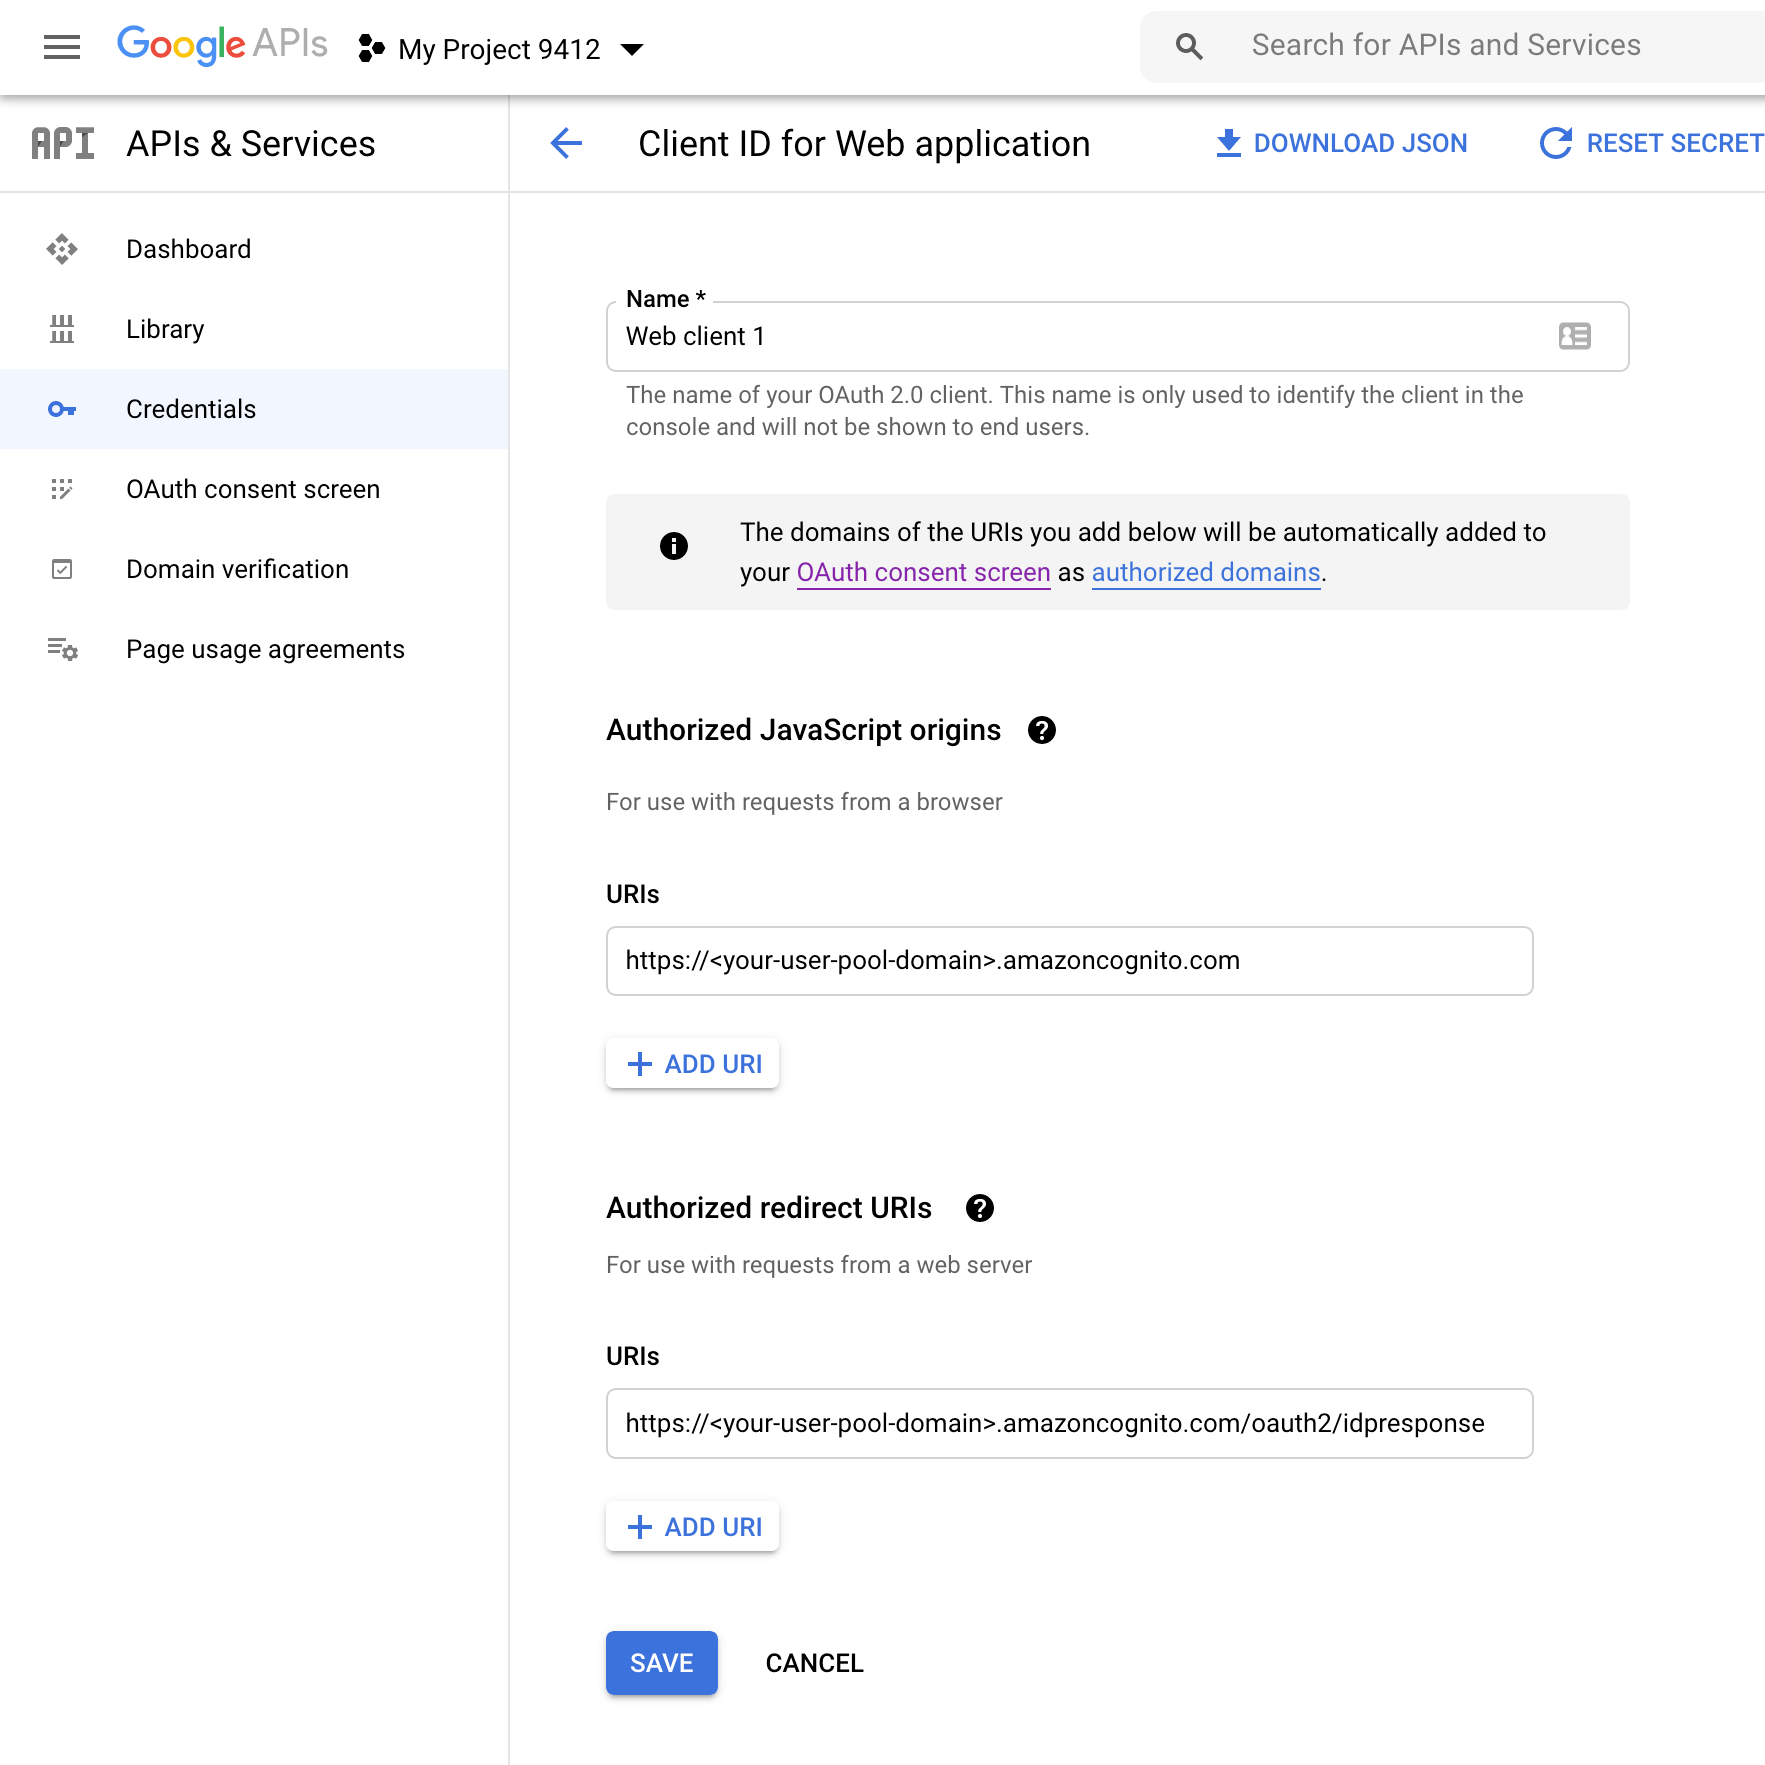 Google APIs
My Project 9412
Search for APIs and Services
API
APIs & Services
Client ID for Web application
DOWNLOAD JSON
RESET SECRET
Dashboard
Library
Credentials
OAuth consent screen
Domain verification
Page usage agreements
Name *
Web client 1
The name of your OAuth 2.0 client. This name is only used to identify the client in the
console and will not be shown to end users.
The domains of the URIs you add below will be automatically added to
your OAuth consent screen as authorized domains.
Authorized JavaScript origins
For use with requests from a browser
URIs
https://<your-user-pool-domain>.amazoncognito.com
ADD URI
Authorized redirect URIs
For use with requests from a web server
URIs
https://<your-user-pool-domain>.amazoncognito.com/oauth2/idpresponse
ADD URI
SAVE
CANCEL